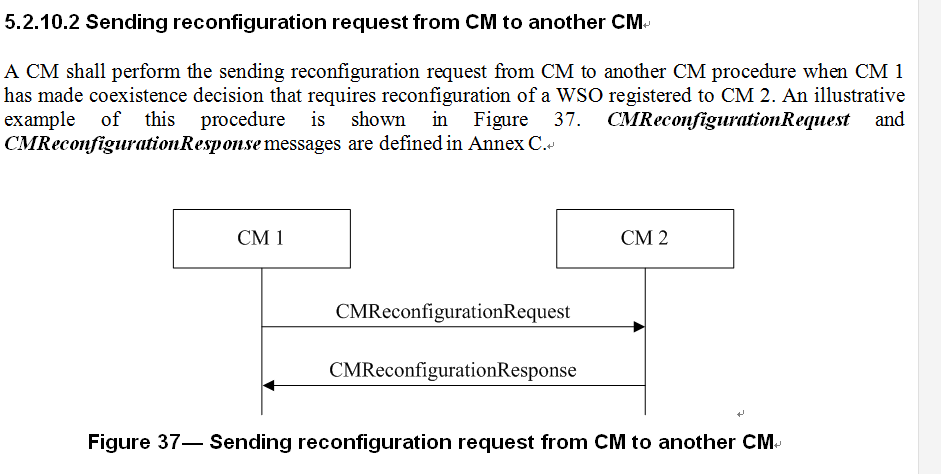 5.2.10.2 Sending reconfiguration request from CM to another CM
A CM shall perform the sending reconfiguration request from CM to another CM procedure when CM 1
has made coexistence decision that requires reconfiguration of a WSO registered to CM 2. An illustrative
example of this procedure is shown in Figure 37. CMReconfigurationRequest and
CMReconfigurationResponse messages are defined in Annex C.
CM 1
CM 2
CMReconfigurationRequest
CMReconfigurationResponse
Figure 37— Sending reconfiguration request from CM to another CM